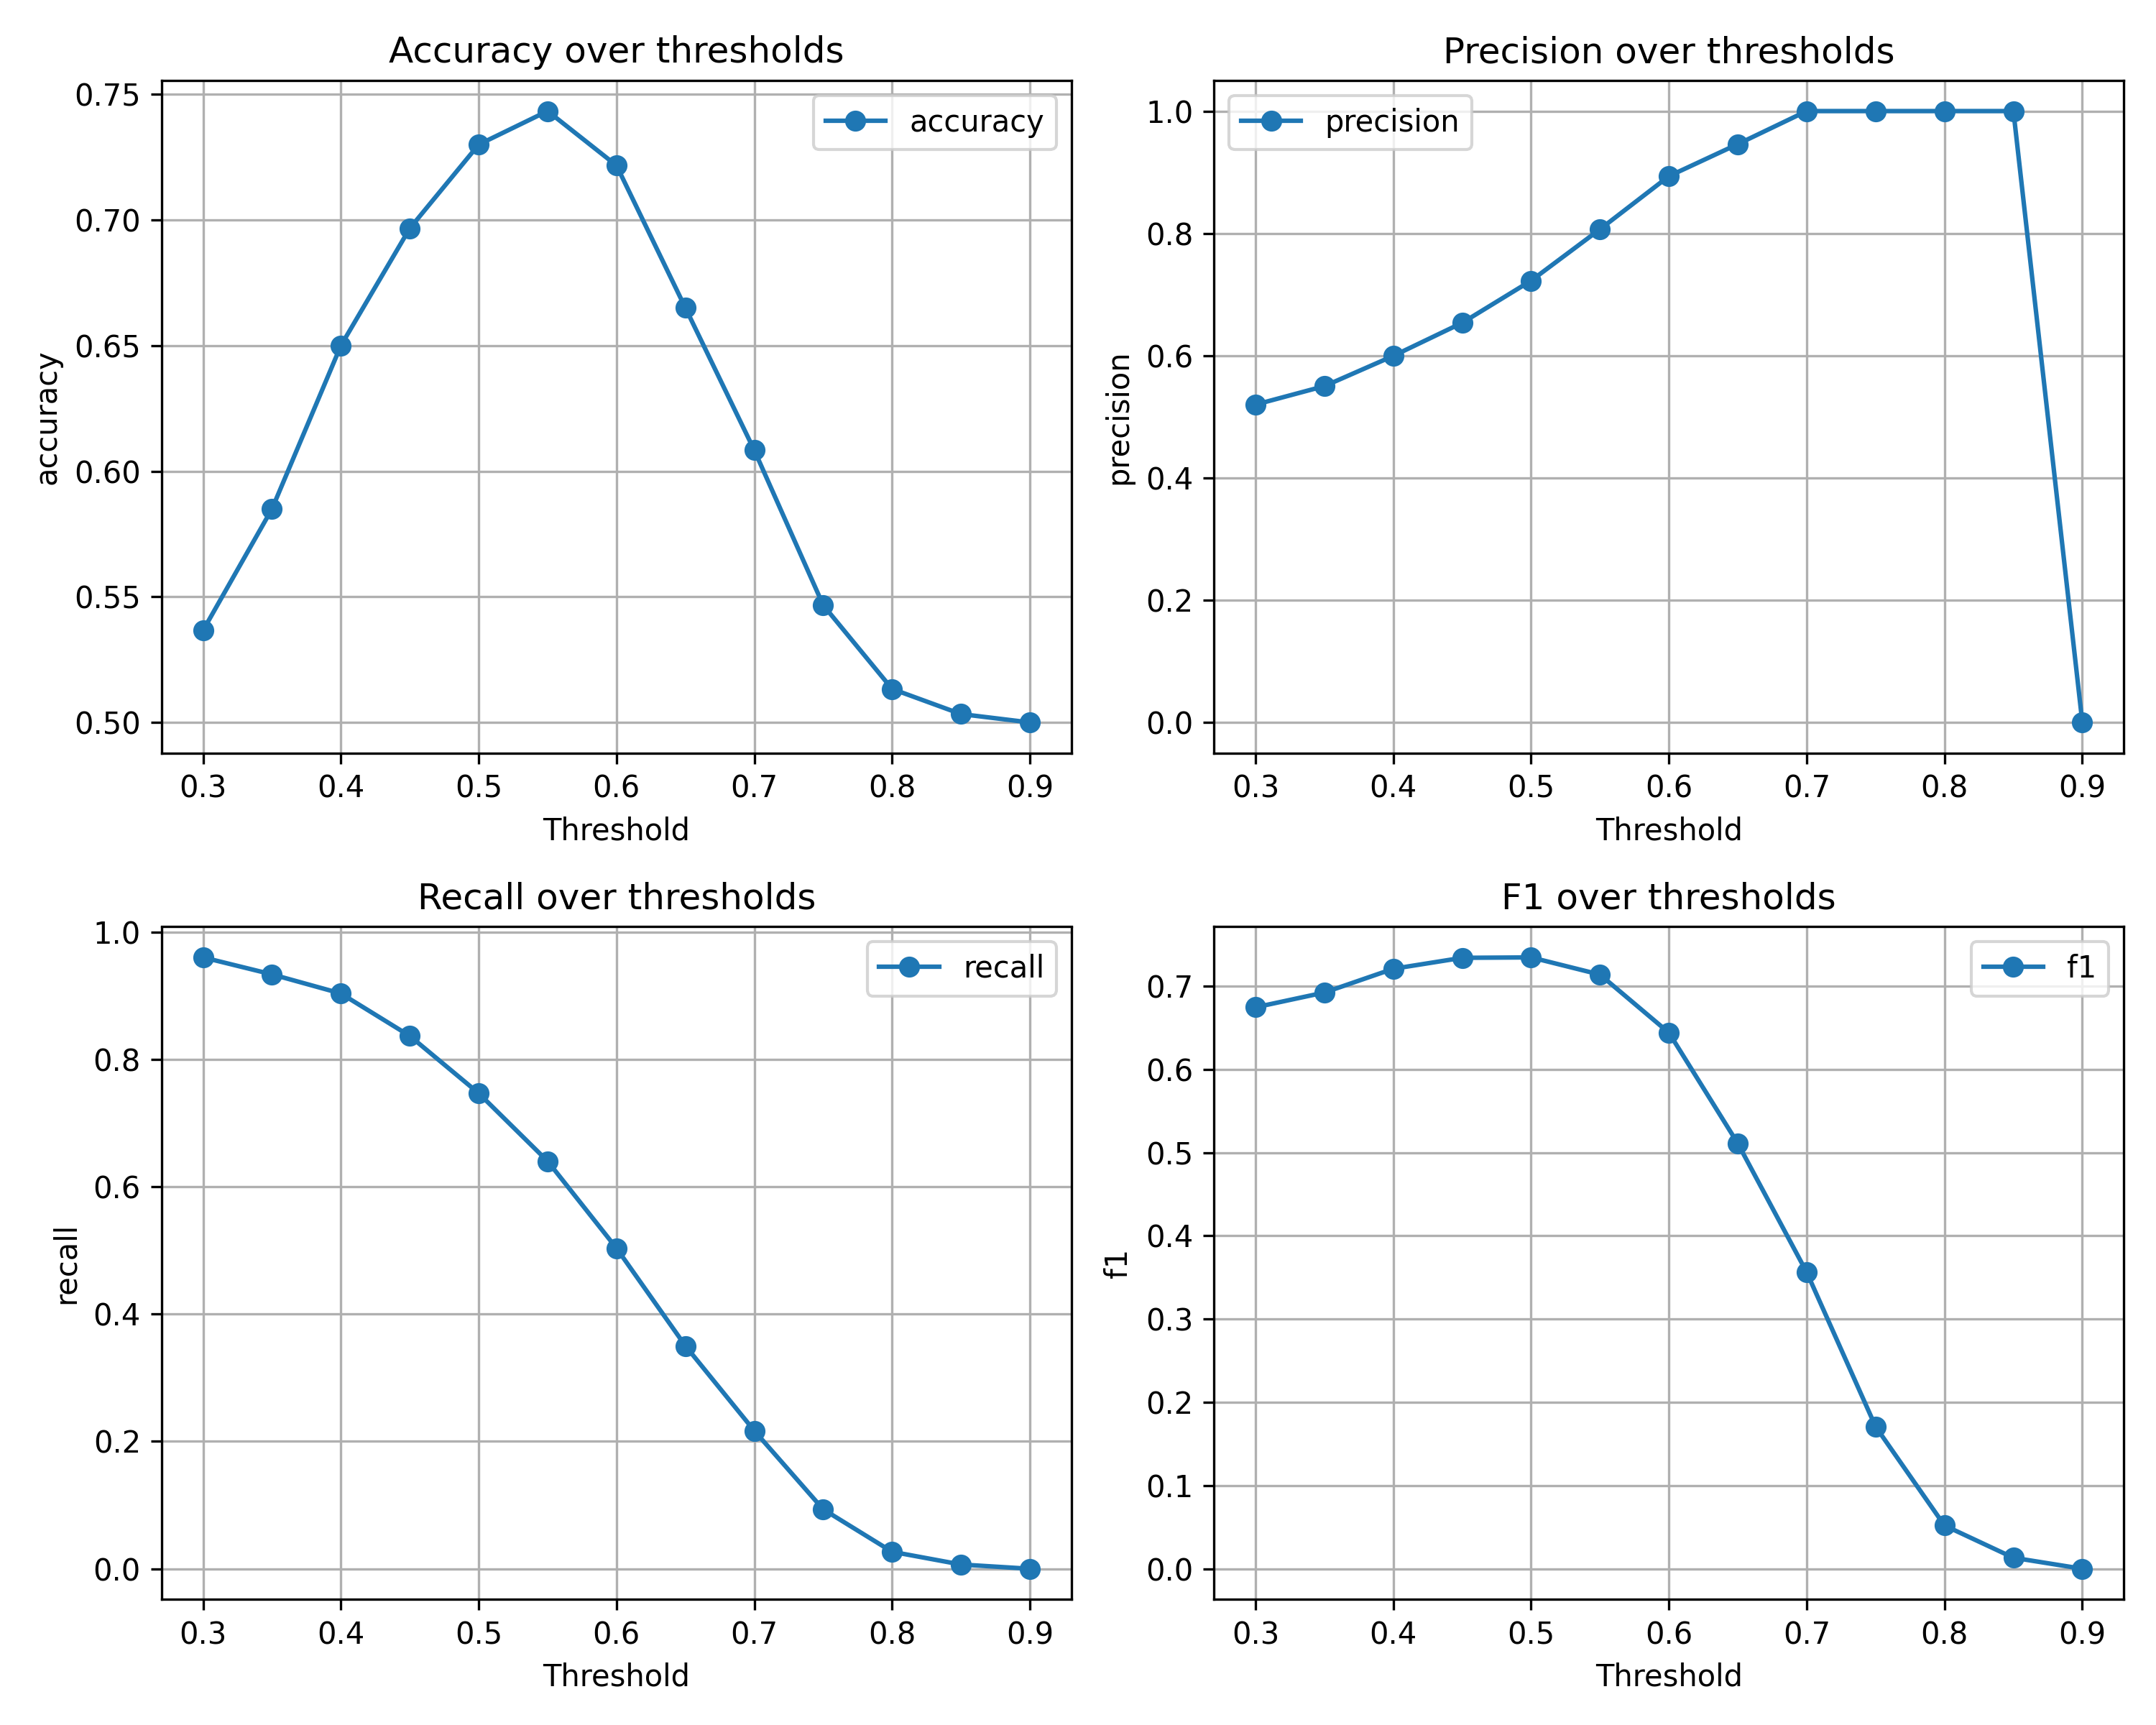 Accuracy over thresholds
0.75
0.70
0.65
0.60
0.55
0.50
accuracy
accuracy
0.3 0.4 0.5 0.6 0.7 0.8 0.9
Threshold
Precision over thresholds
1.0
0.8
0.6
0.4
0.2
0.0
precision
precision
0.3 0.4 0.5 0.6 0.7 0.8 0.9
Threshold
Recall over thresholds
1.0
0.8
0.6
0.4
0.2
0.0
recall
recall
0.3 0.4 0.5 0.6 0.7 0.8 0.9
Threshold
F1 over thresholds
0.7
0.6
0.5
0.4
0.3
0.2
0.1
0.0
f1
f1
0.3 0.4 0.5 0.6 0.7 0.8 0.9
Threshold